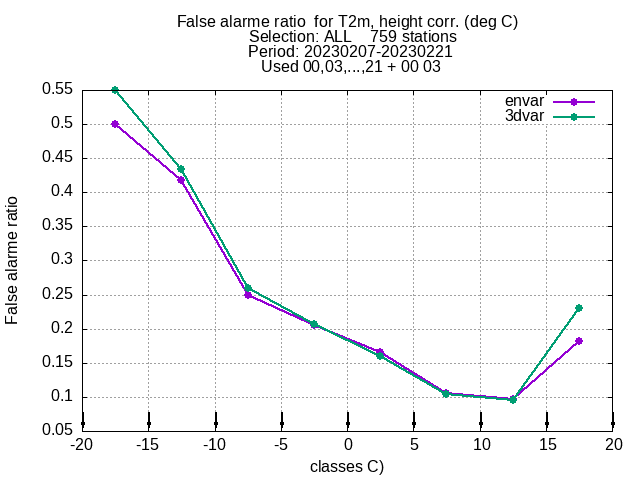 False alarme ratio  for T2m, height corr. (deg C)
Selection: ALL    759 stations
Period: 20230207-20230221
Used 00,03,...,21 + 00 03
envar
3dvar
0.55
0.5
0.45
0.4
0.35
0.3
0.25
0.2
0.15
0.1
0.05
False alarme ratio
-20 -15 -10 -5 0 5 10 15 20
classes C)